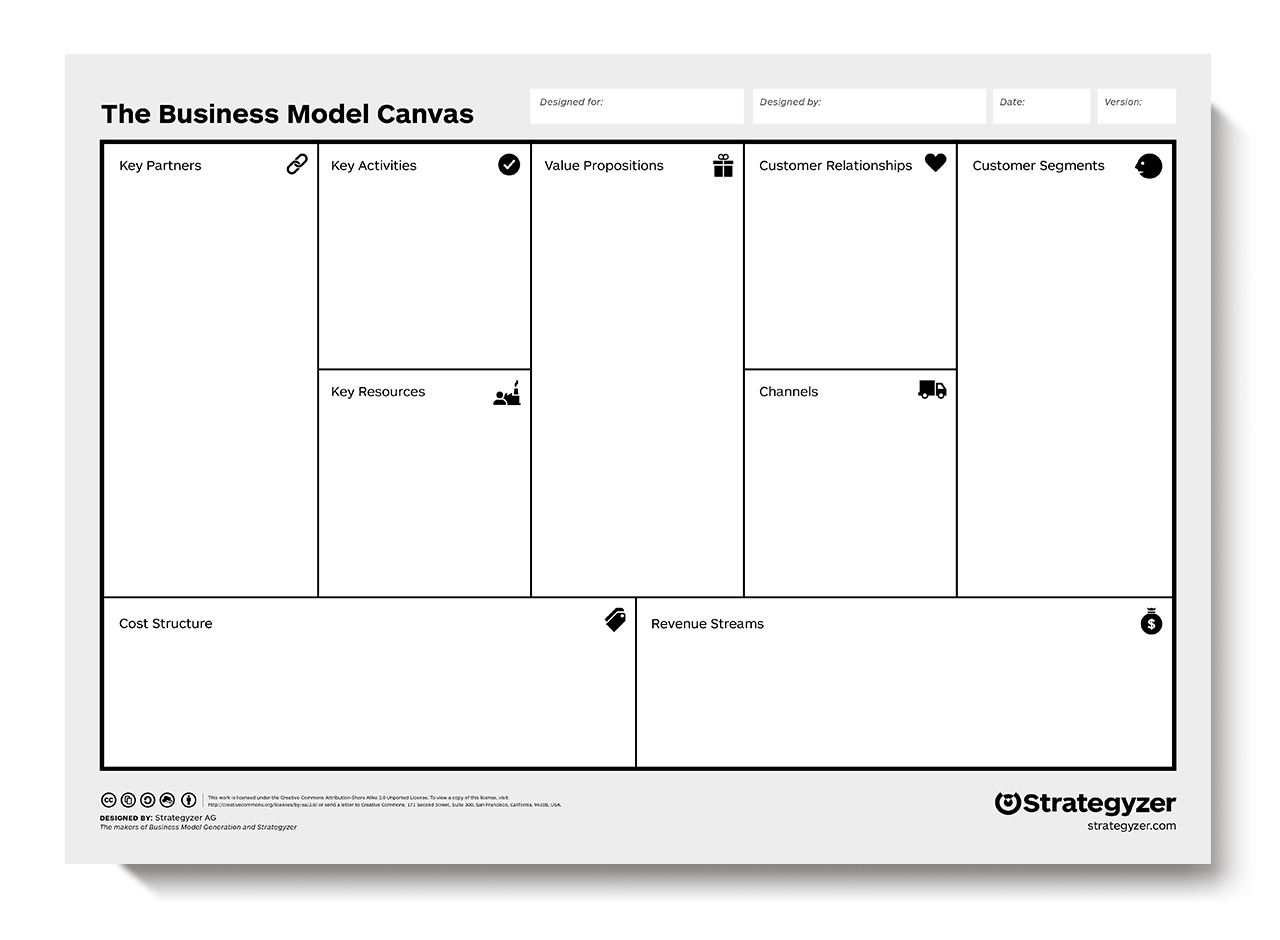 The Business Model Canvas
Designed for:
Designed by:
Date:
Version:
Key Partners
Key Activities
Value Propositions
Customer Relationships
Customer Segments
Key Resources
Channels
Cost Structure
Revenue Streams
This work is licensed under the Creative Commons Attribution-Share Alike 3.0 Unported License. To view a copy of this license, visit:
http://creativecommons.org/licenses/by-sa/3.0/ or send a letter to Creative Commons, 171 Second Street, Suite 300, San Francisco, California, 94105, USA.
DESIGNED BY: Strategyzer AG
The makers of Business Model Generation and Strategyzer
Strategyzer
strategyzer.com